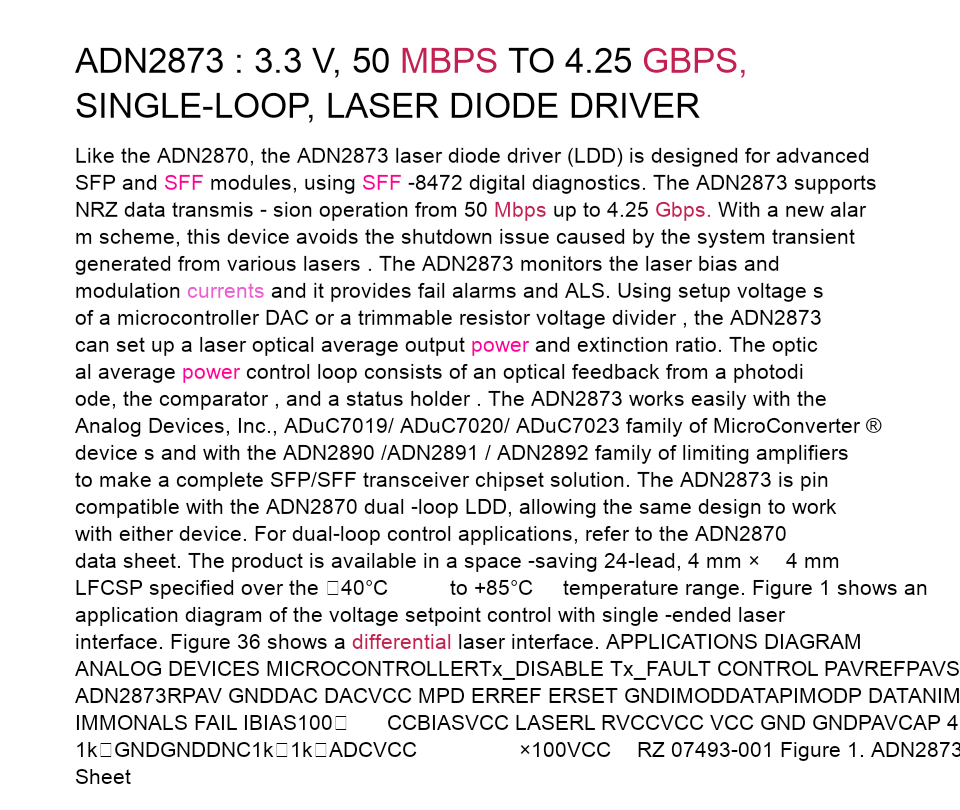 ADN2873 : 3.3 V, 50 MBPS TO 4.25 GBPS,
SINGLE-LOOP, LASER DIODE DRIVER
Like the ADN2870, the ADN2873 laser diode driver (LDD) is designed for advanced
SFP and SFF modules, using SFF -8472 digital diagnostics. The ADN2873 supports
NRZ data transmis - sion operation from 50 Mbps up to 4.25 Gbps. With a new alar
m scheme, this device avoids the shutdown issue caused by the system transient
generated from various lasers . The ADN2873 monitors the laser bias and
modulation currents and it provides fail alarms and ALS. Using setup voltage s
of a microcontroller DAC or a trimmable resistor voltage divider , the ADN2873
can set up a laser optical average output power and extinction ratio. The optic
al average power control loop consists of an optical feedback from a photodi
ode, the comparator , and a status holder . The ADN2873 works easily with the
Analog Devices, Inc., ADuC7019/ ADuC7020/ ADuC7023 family of MicroConverter ®
device s and with the ADN2890 /ADN2891 / ADN2892 family of limiting amplifiers
to make a complete SFP/SFF transceiver chipset solution. The ADN2873 is pin
compatible with the ADN2870 dual -loop LDD, allowing the same design to work
with either device. For dual-loop control applications, refer to the ADN2870
data sheet. The product is available in a space -saving 24-lead, 4 mm × 4 mm
LFCSP specified over the □40°C to +85°C temperature range. Figure 1 shows an
application diagram of the voltage setpoint control with single -ended laser
interface. Figure 36 shows a differential laser interface. APPLICATIONS DIAGRAM
ANALOG DEVICES MICROCONTROLLERTx_DISABLE Tx_FAULT CONTROL PAVREFPAVS
ADN2873RPAV GNDDAC DACVCC MPD ERREF ERSET GNDIMODDATAPIMODP DATANIM
IMMONALS FAIL IBIAS100□ CCBIASVCC LASERL RVCCVCC VCC GND GNDPAVCAP 4
1k□GNDGNDDNC1k□1k□ADCVCC ×100VCC RZ 07493-001 Figure 1. ADN2873
Sheet